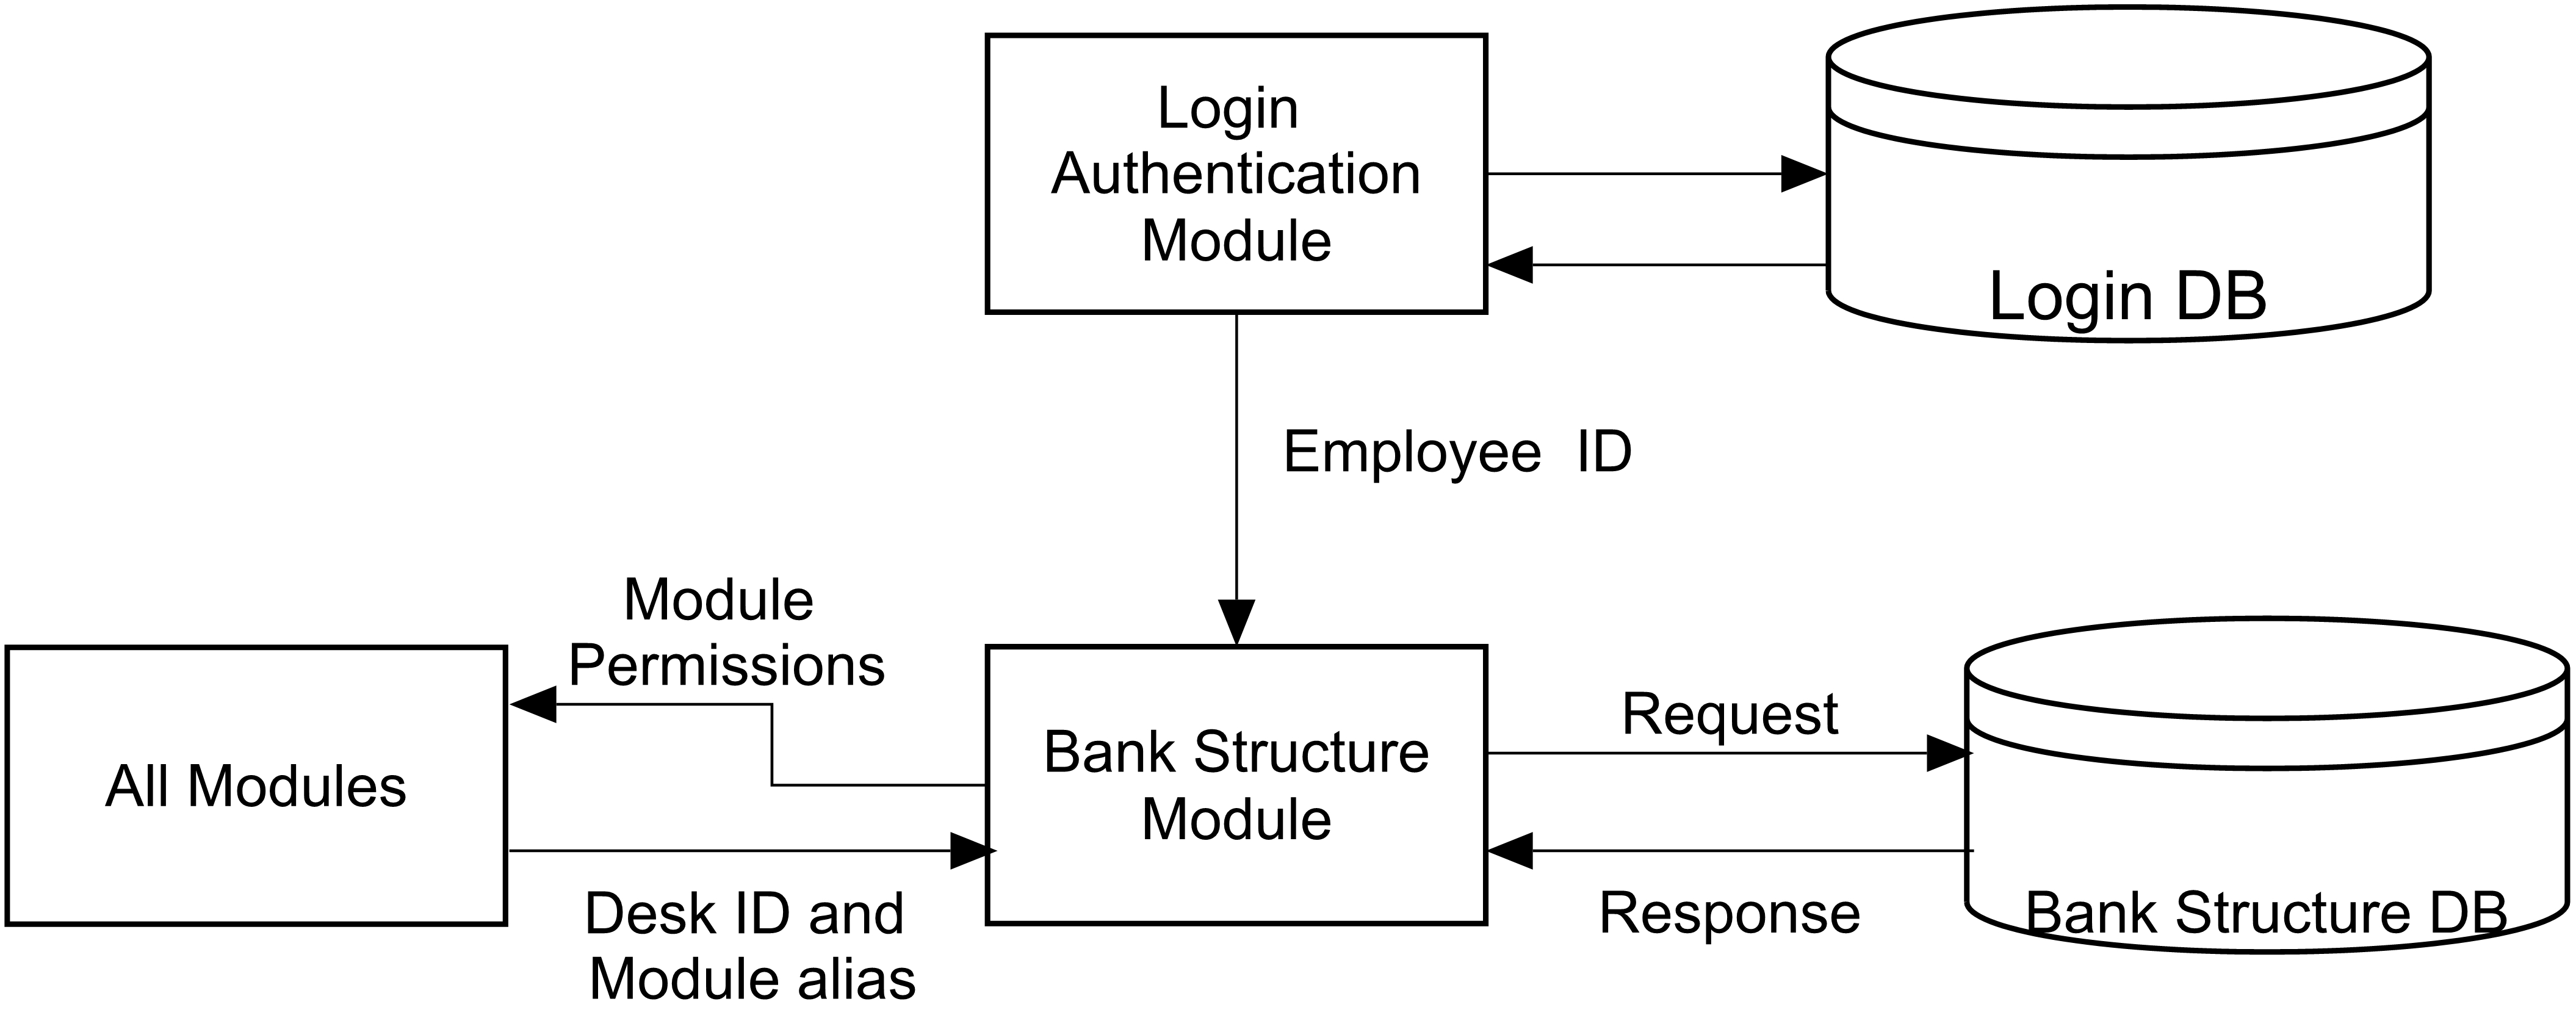 Login
Authentication
Module
Login DB
Employee  ID
Module
Permissions
All Modules
Bank Structure
Module
Request
Response
Bank Structure DB
Desk ID and
Module alias